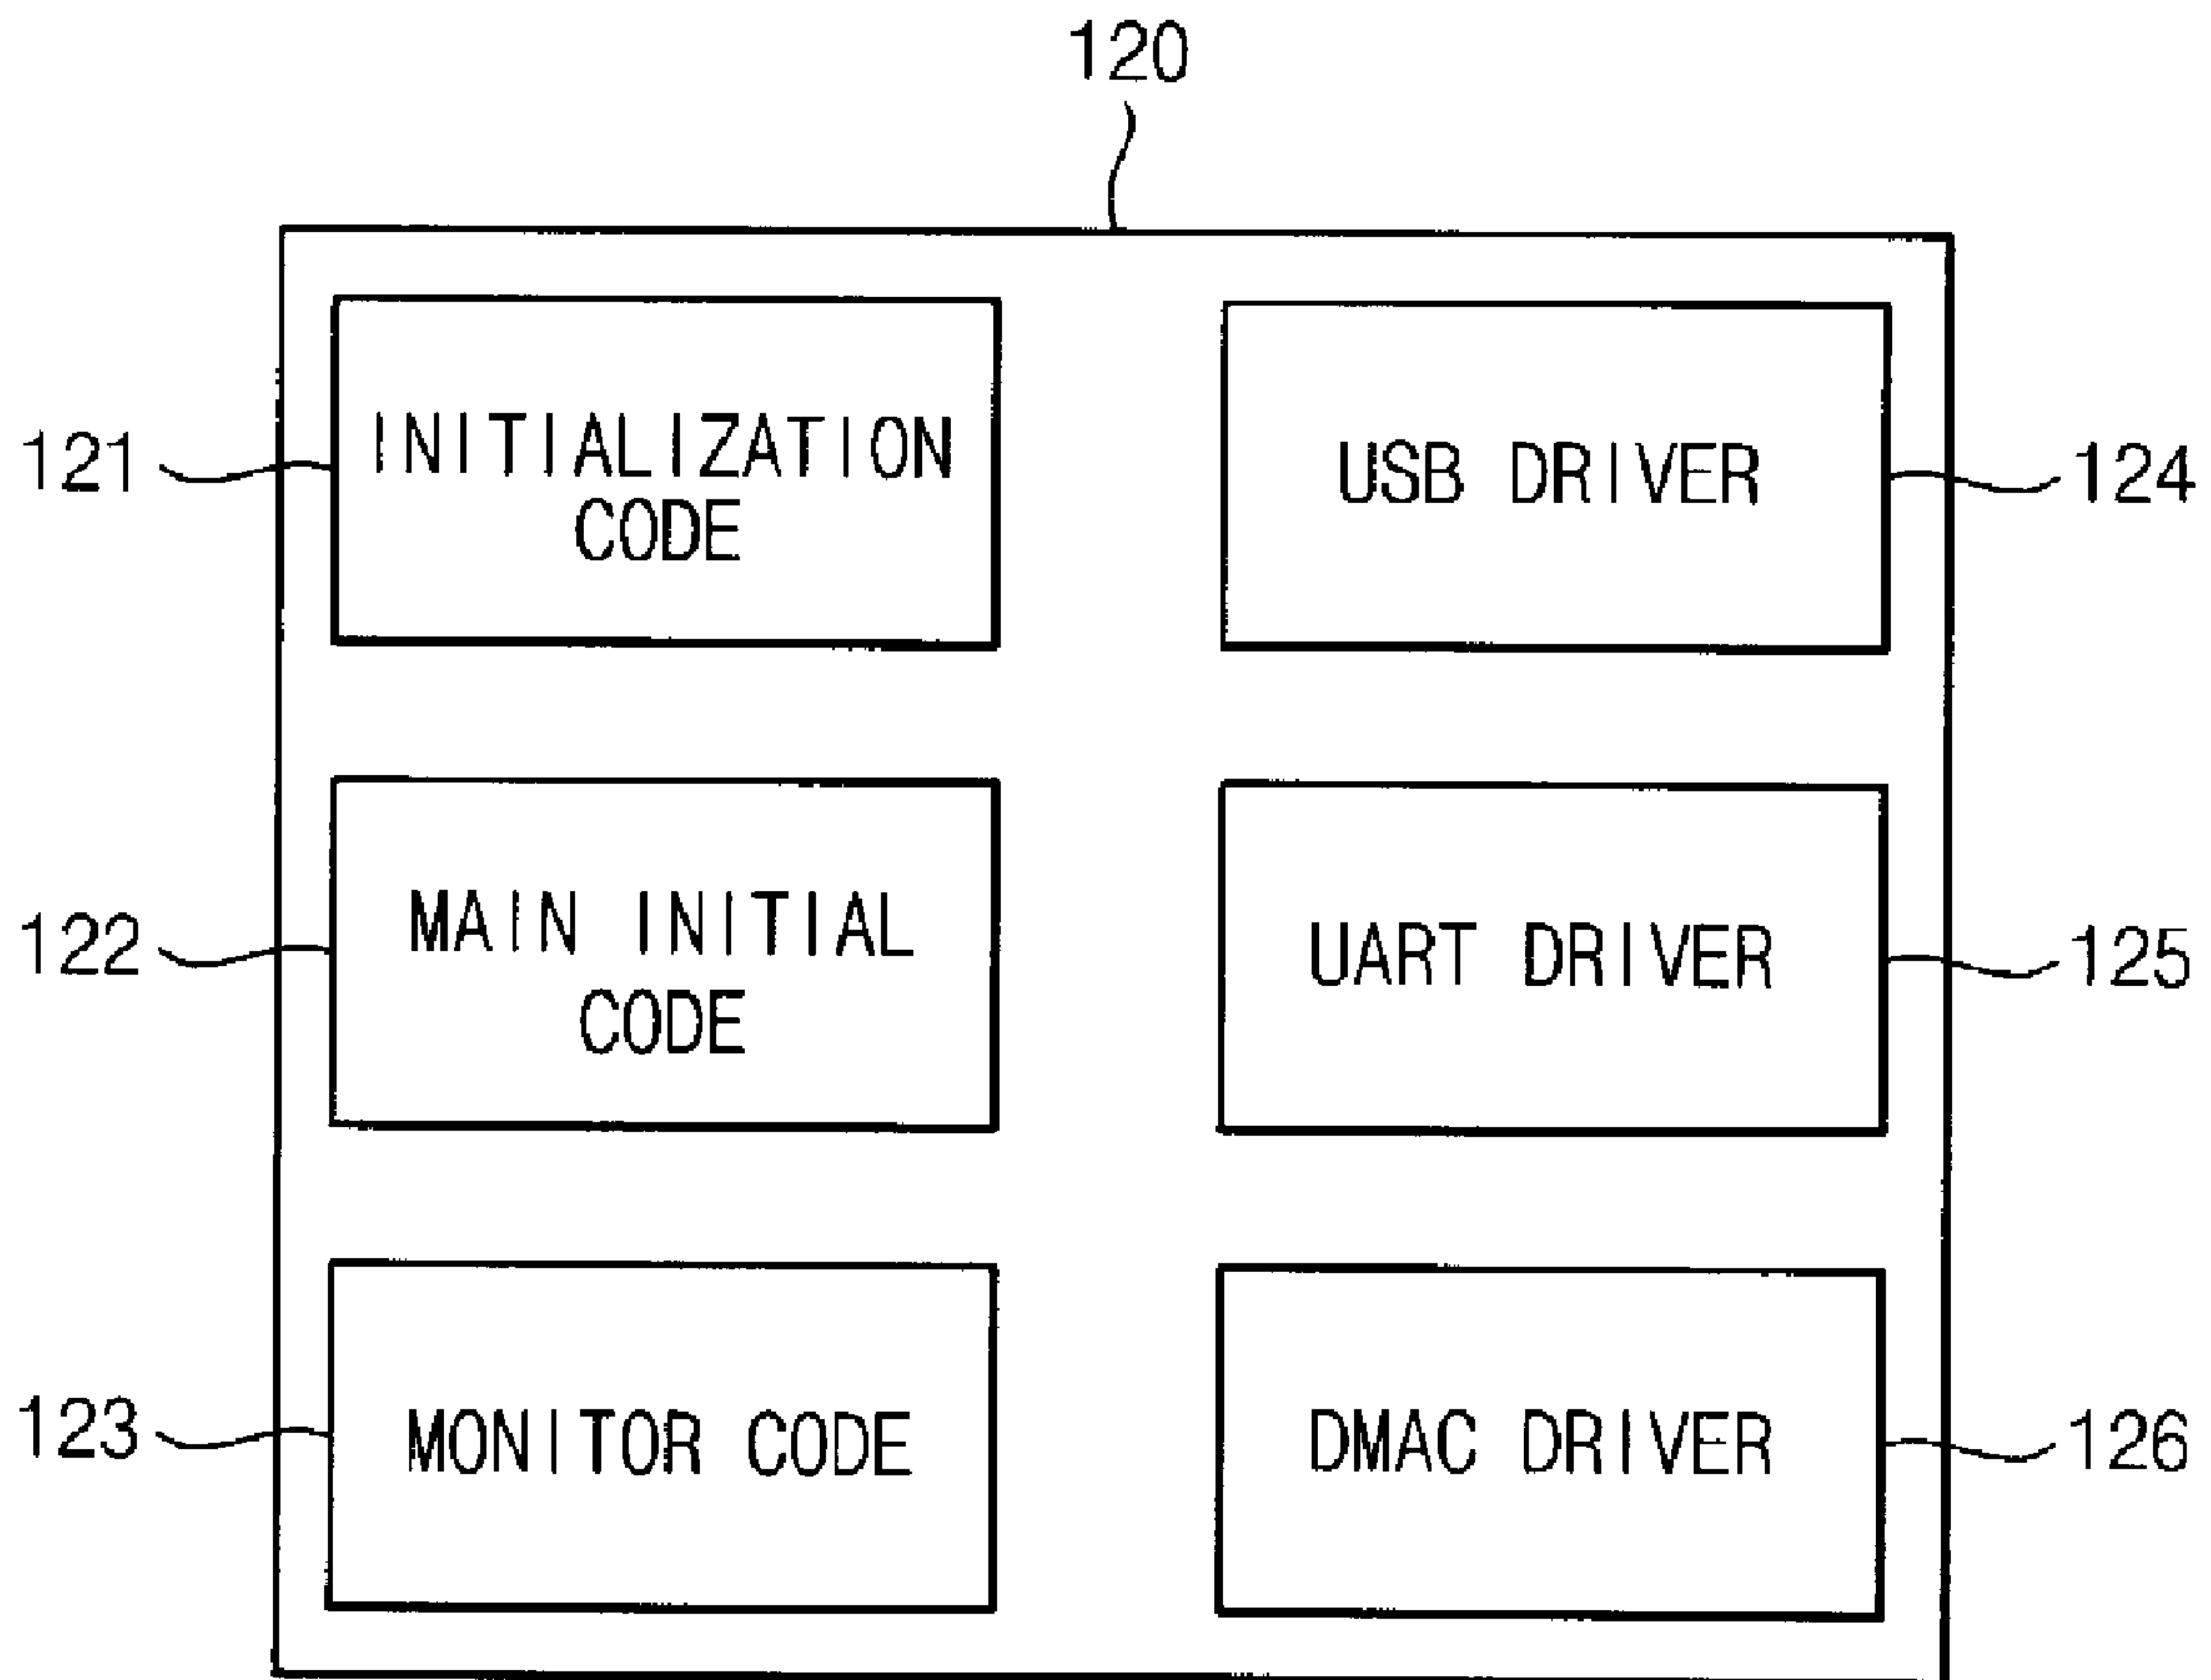 120
121
INITIALIZATION
CODE
USB DRIVER
124
122
MAIN INITIAL
CODE
UART DRIVER
125
123
MONITOR CODE
DMAC DRIVER
126